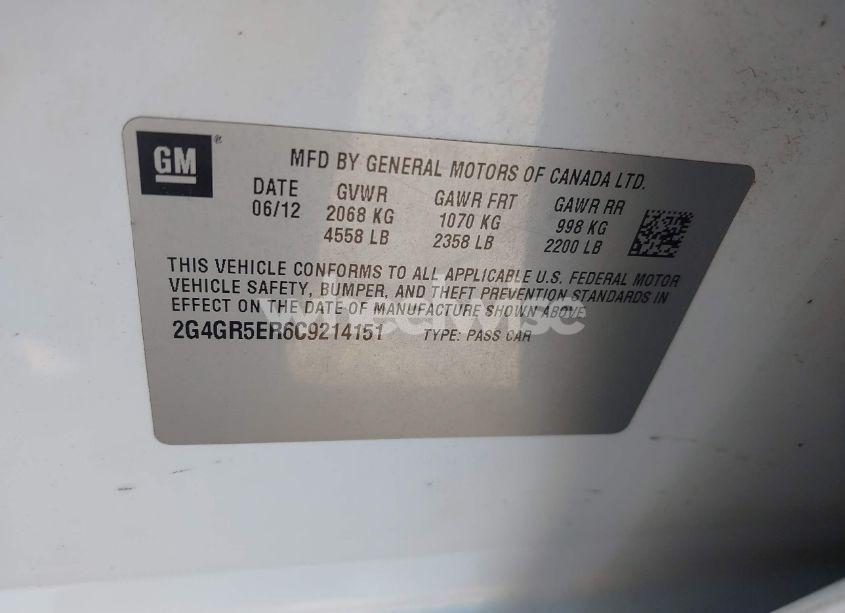 GM®
MFD BY GENERAL MOTORS OF CANADA LTD.
DATE GVWR GAWR FRT GAWR RR
06/12 2068 KG 1070 KG 998 KG
4558 LB 2358 LB 2200 LB
THIS VEHICLE CONFORMS TO ALL APPLICABLE U.S. FEDERAL MOTOR
VEHICLE SAFETY, BUMPER, AND THEFT PREVENTION STANDARDS IN
EFFECT ON THE DATE OF MANUFACTURE SHOWN ABOVE.
2G4GR5ER6C9214151 TYPE: PASS CAR